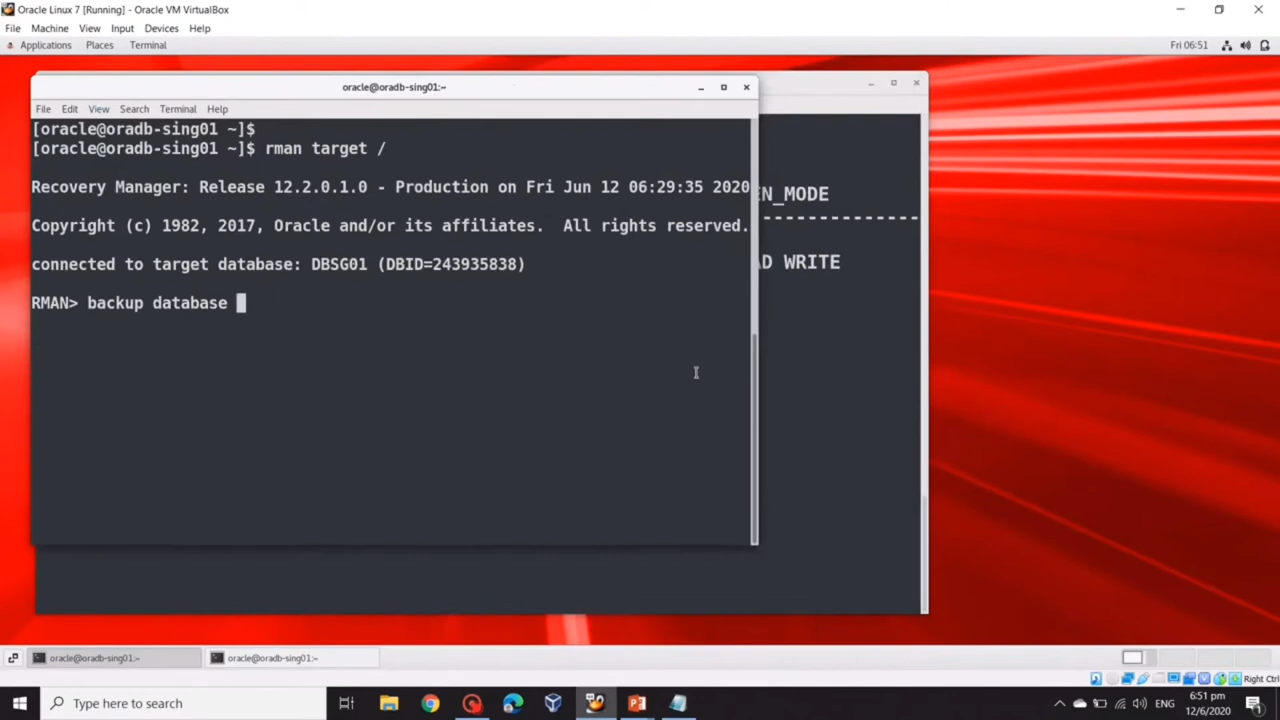 Oracle Linux 7 [Running] - Oracle VM VirtualBox
File Machine View Input Devices Help
Applications Places Terminal Fri 06:51
oracle@oradb-sing01:~
File Edit View Search Terminal Help
[oracle@oradb-sing01 ~]$
[oracle@oradb-sing01 ~]$ rman target /
Recovery Manager: Release 12.2.0.1.0 - Production on Fri Jun 12 06:29:35 2020
EN_MODE
----------------
Copyright (c) 1982, 2017, Oracle and/or its affiliates.  All rights reserved.
connected to target database: DBSG01 (DBID=243935838)
AD WRITE
RMAN> backup database
oracle@oradb-sing01:~ oracle@oradb-sing01:~
Right Ctrl
Type here to search
ENG
6:51 pm
12/6/2020
1